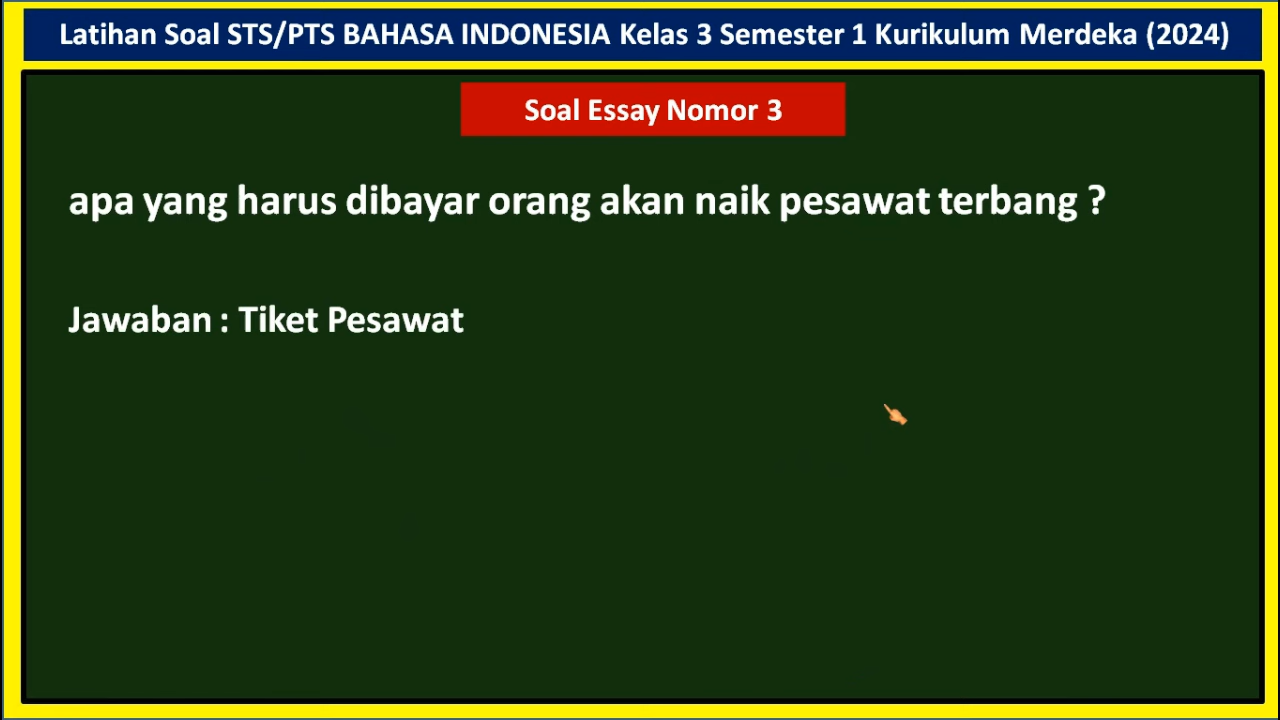 Latihan Soal STS/PTS BAHASA INDONESIA Kelas 3 Semester 1 Kurikulum Merdeka (2024)
Soal Essay Nomor 3
apa yang harus dibayar orang akan naik pesawat terbang ?
Jawaban : Tiket Pesawat